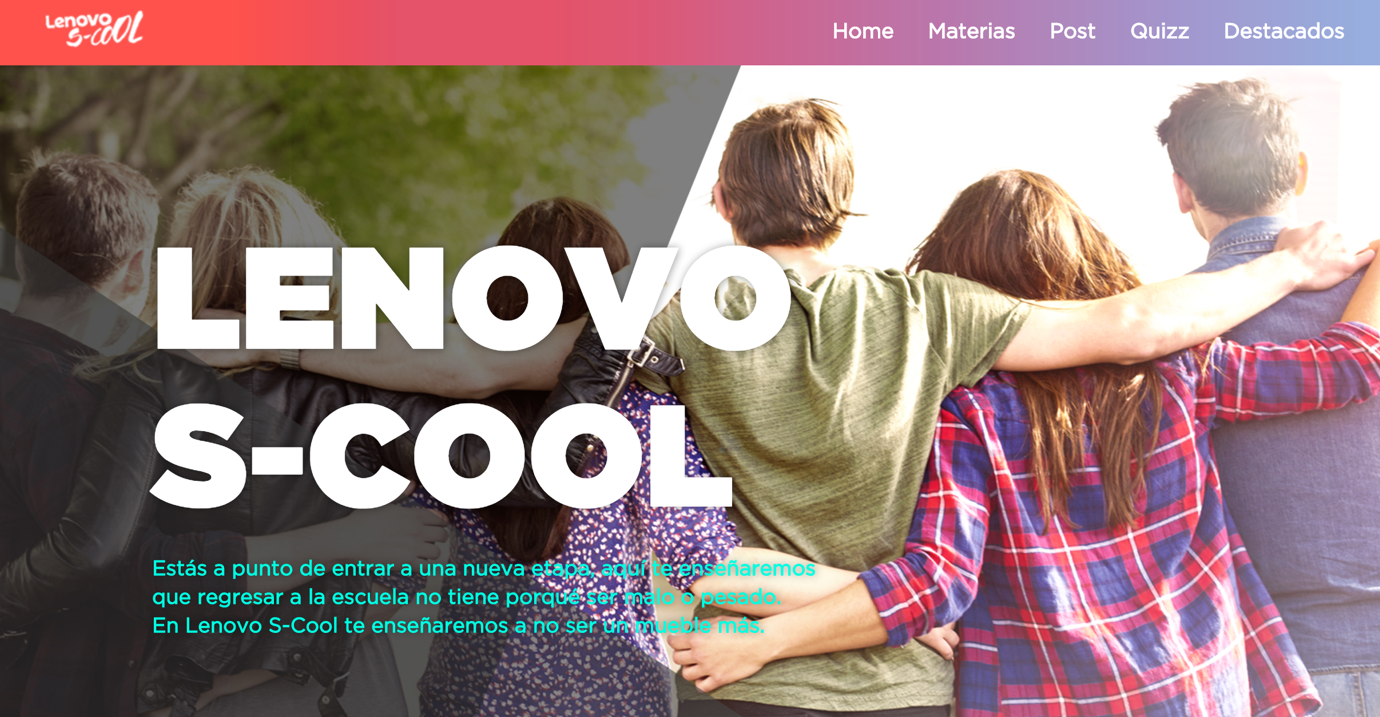 Lenovo
S-COOL
Home Materias Post Quizz Destacados
LENOVO
S-COOL
Estás a punto de entrar a una nueva etapa, aquí te enseñaremos
que regresar a la escuela no tiene porqué ser malo o pesado.
En Lenovo S-Cool te enseñaremos a no ser un mueble más.